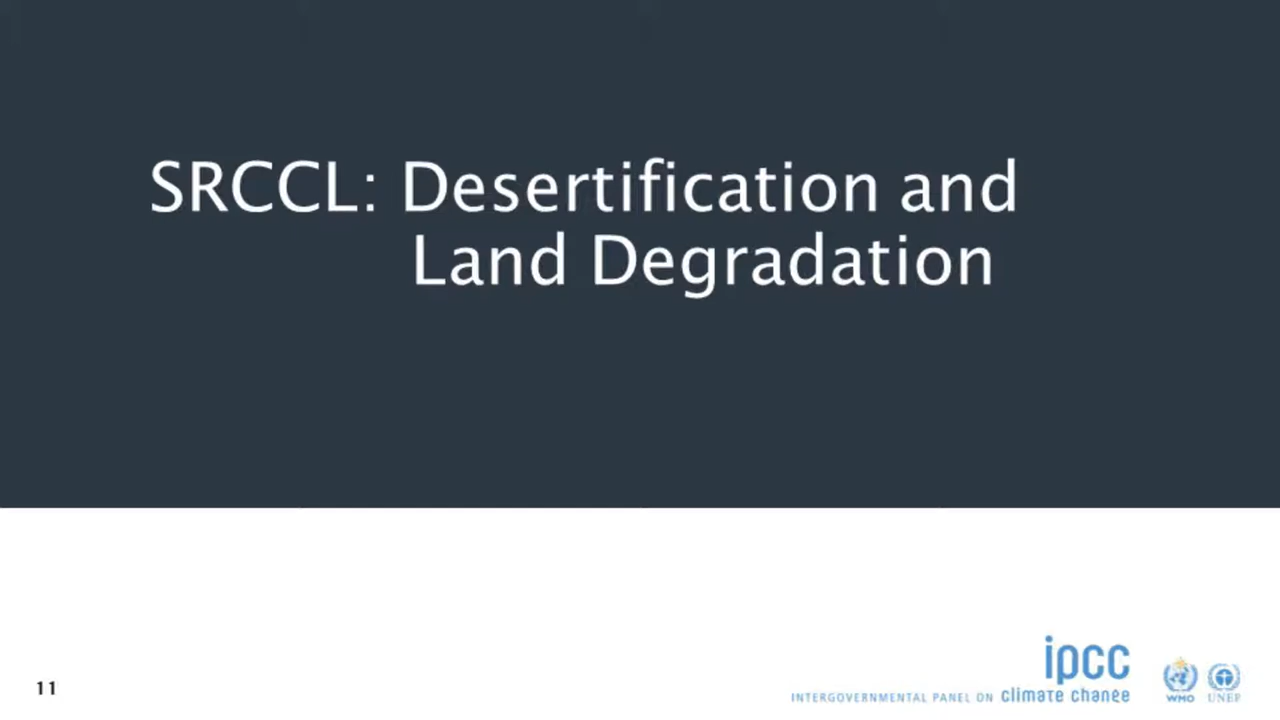 SRCCL: Desertification and
Land Degradation
11
ipcc
INTERGOVERNMENTAL PANEL ON climate change
WMO
UNEP